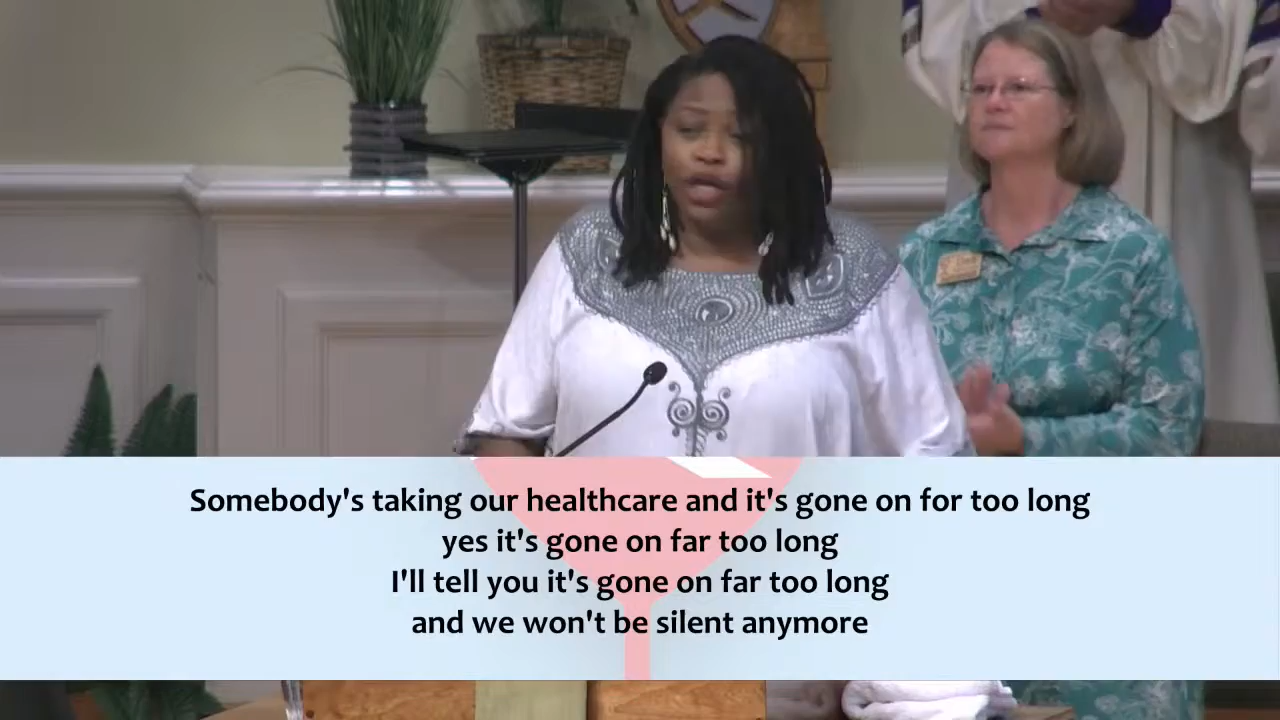 Somebody's taking our healthcare and it's gone on for too long
yes it's gone on far too long
I'll tell you it's gone on far too long
and we won't be silent anymore